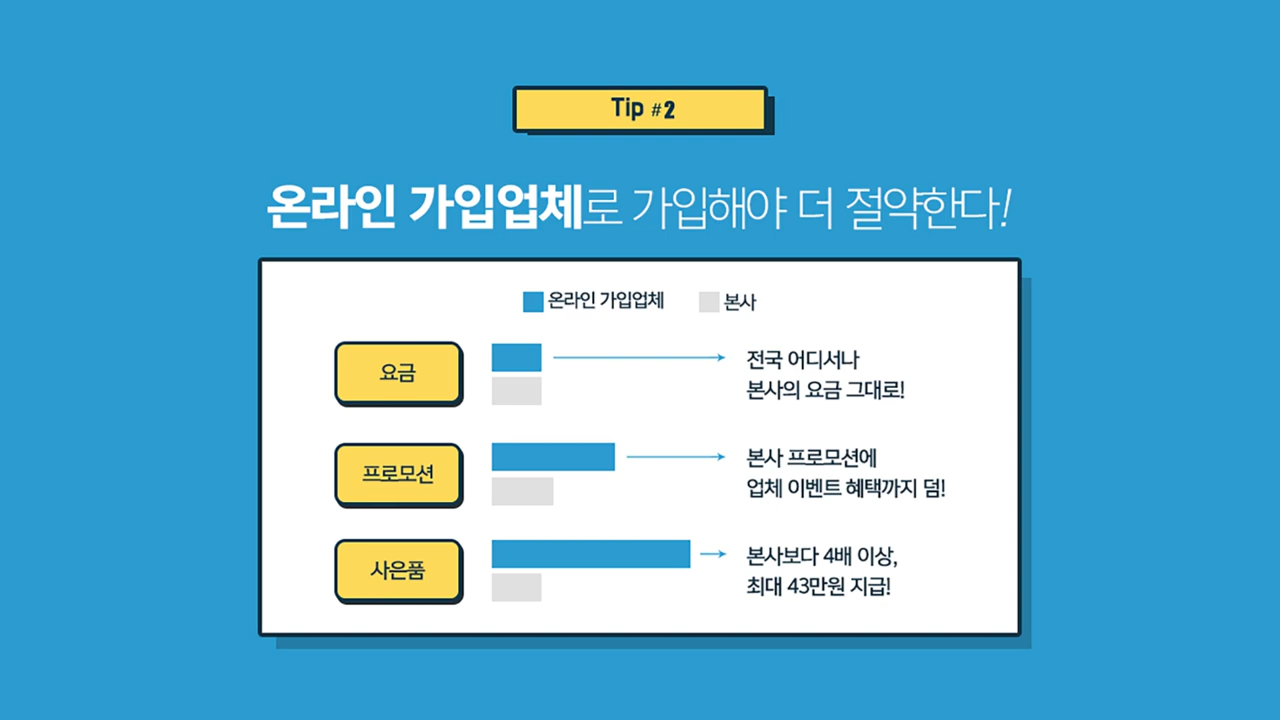 Tip #2
온라인 가입업체로 가입해야 더 절약한다!
온라인 가입업체 본사
요금
전국 어디서나
본사의 요금 그대로!
프로모션
본사 프로모션에
업체 이벤트 혜택까지 덤!
사은품
본사보다 4배 이상,
최대 43만원 지급!